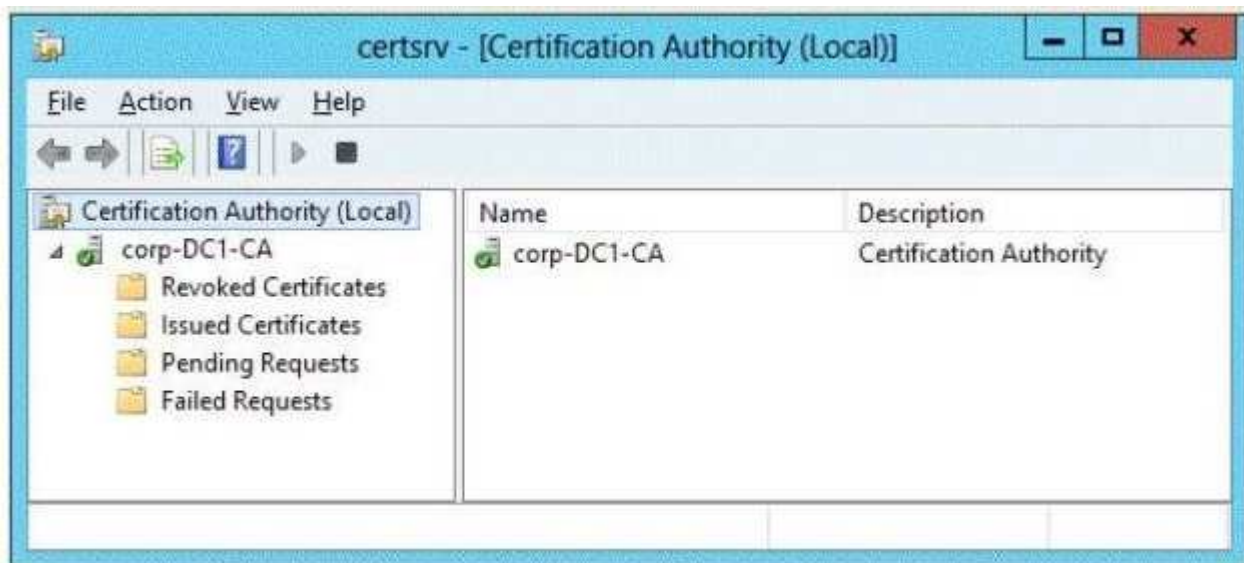 certsrv - [Certification Authority (Local)]
File Action View Help
Certification Authority (Local)
corp-DC1-CA
Revoked Certificates
Issued Certificates
Pending Requests
Failed Requests
Name Description
corp-DC1-CA Certification Authority